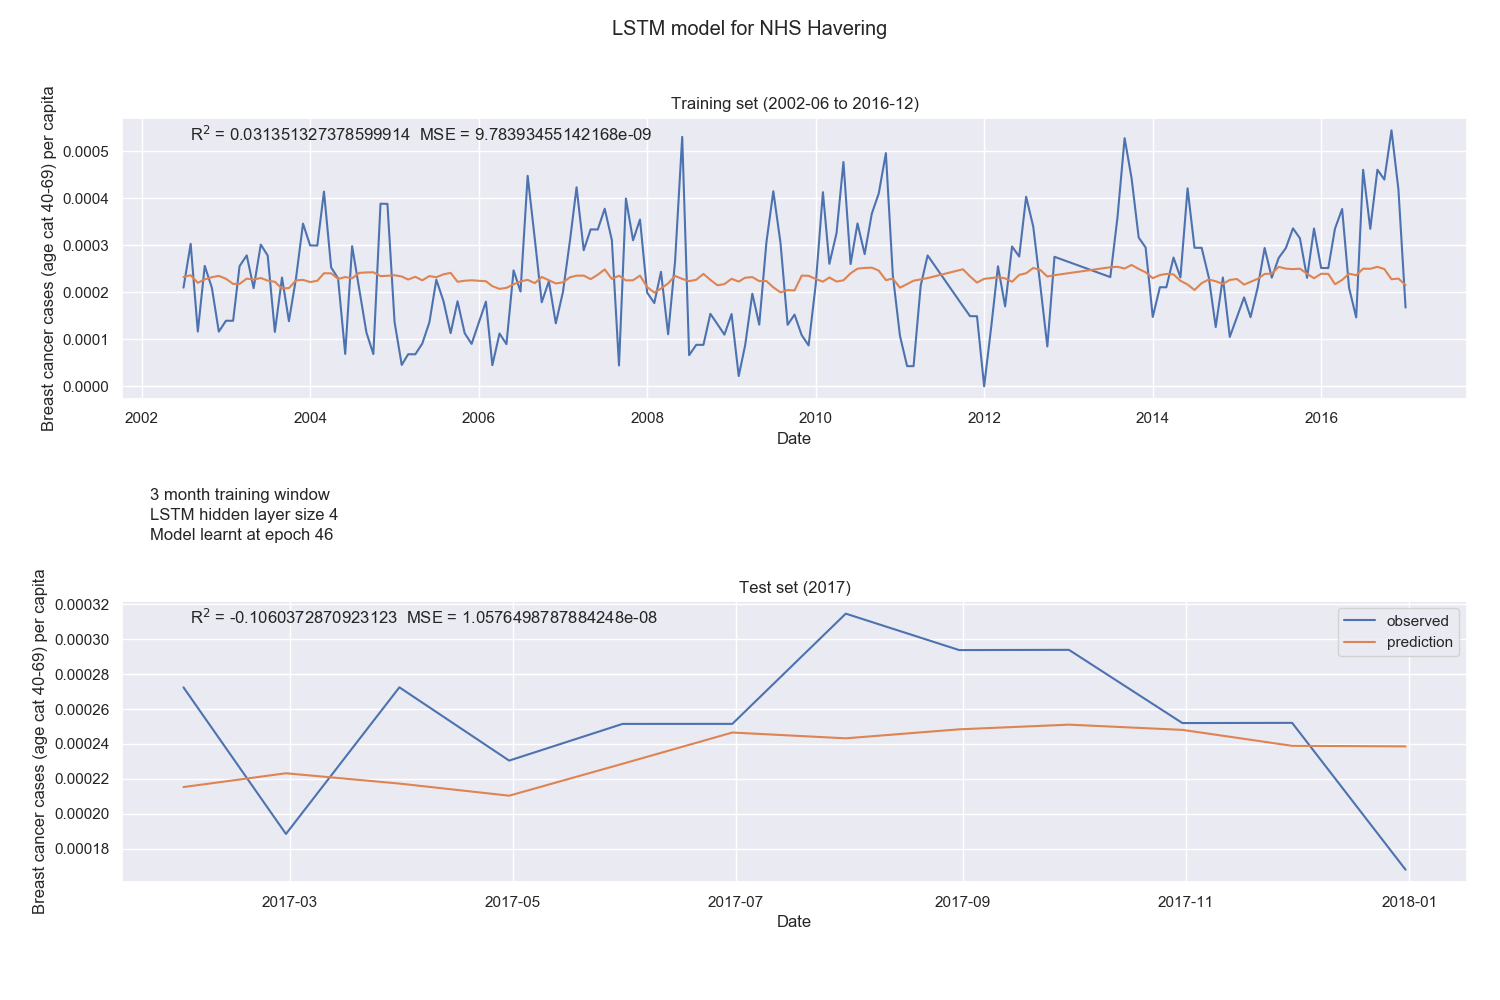 LSTM model for NHS Havering
Training set (2002-06 to 2016-12)
R² = 0.031351327378599914 MSE = 9.78393455142168e-09
Breast cancer cases (age cat 40-69) per capita
0.0005
0.0004
0.0003
0.0002
0.0001
0.0000
2002 2004 2006 2008 2010 2012 2014 2016
Date
3 month training window
LSTM hidden layer size 4
Model learnt at epoch 46
Test set (2017)
R² = -0.1060372870923123 MSE = 1.0576498787884248e-08
observed
prediction
Breast cancer cases (age cat 40-69) per capita
0.00032
0.00030
0.00028
0.00026
0.00024
0.00022
0.00020
0.00018
2017-03 2017-05 2017-07 2017-09 2017-11 2018-01
Date